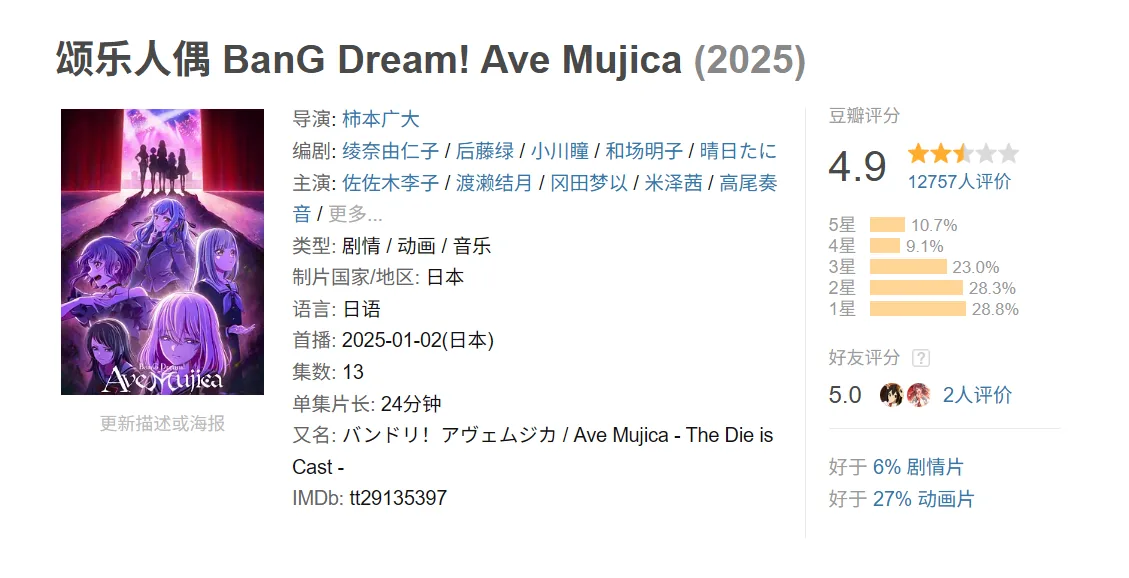 颂乐人偶 BanG Dream! Ave Mujica (2025)
BanG Dream!
Ave Mujica
更新描述或海报
导演: 柿本广大
编剧: 绫奈由仁子 / 后藤绿 / 小川瞳 / 和场明子 / 晴日たに
主演: 佐佐木李子 / 渡濑结月 / 冈田梦以 / 米泽茜 / 高尾奏
音 / 更多...
类型: 剧情 / 动画 / 音乐
制片国家/地区: 日本
语言: 日语
首播: 2025-01-02(日本)
集数: 13
单集片长: 24分钟
又名: バンドリ！ アヴェムジカ / Ave Mujica - The Die is
Cast -
IMDb: tt29135397
豆瓣评分
4.9
12757人评价
5星 10.7%
4星 9.1%
3星 23.0%
2星 28.3%
1星 28.8%
好友评分 ?
5.0 2人评价
好于 6% 剧情片
好于 27% 动画片